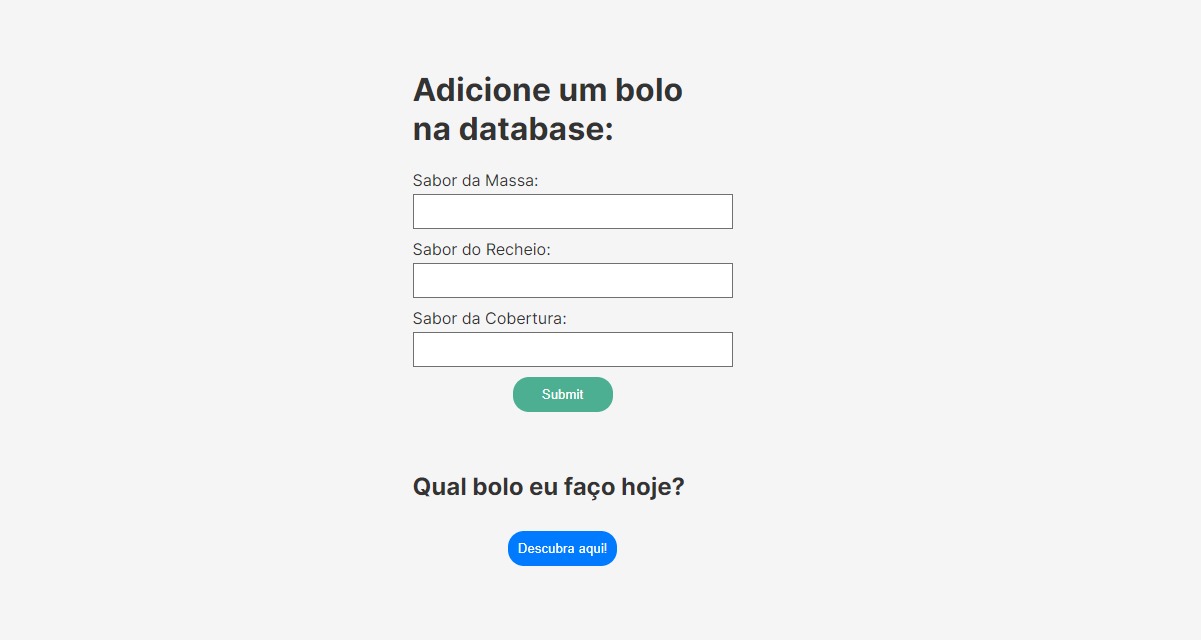 Adicione um bolo
na database:
Sabor da Massa:
Sabor do Recheio:
Sabor da Cobertura:
Submit
Qual bolo eu faço hoje?
Descubra aqui!